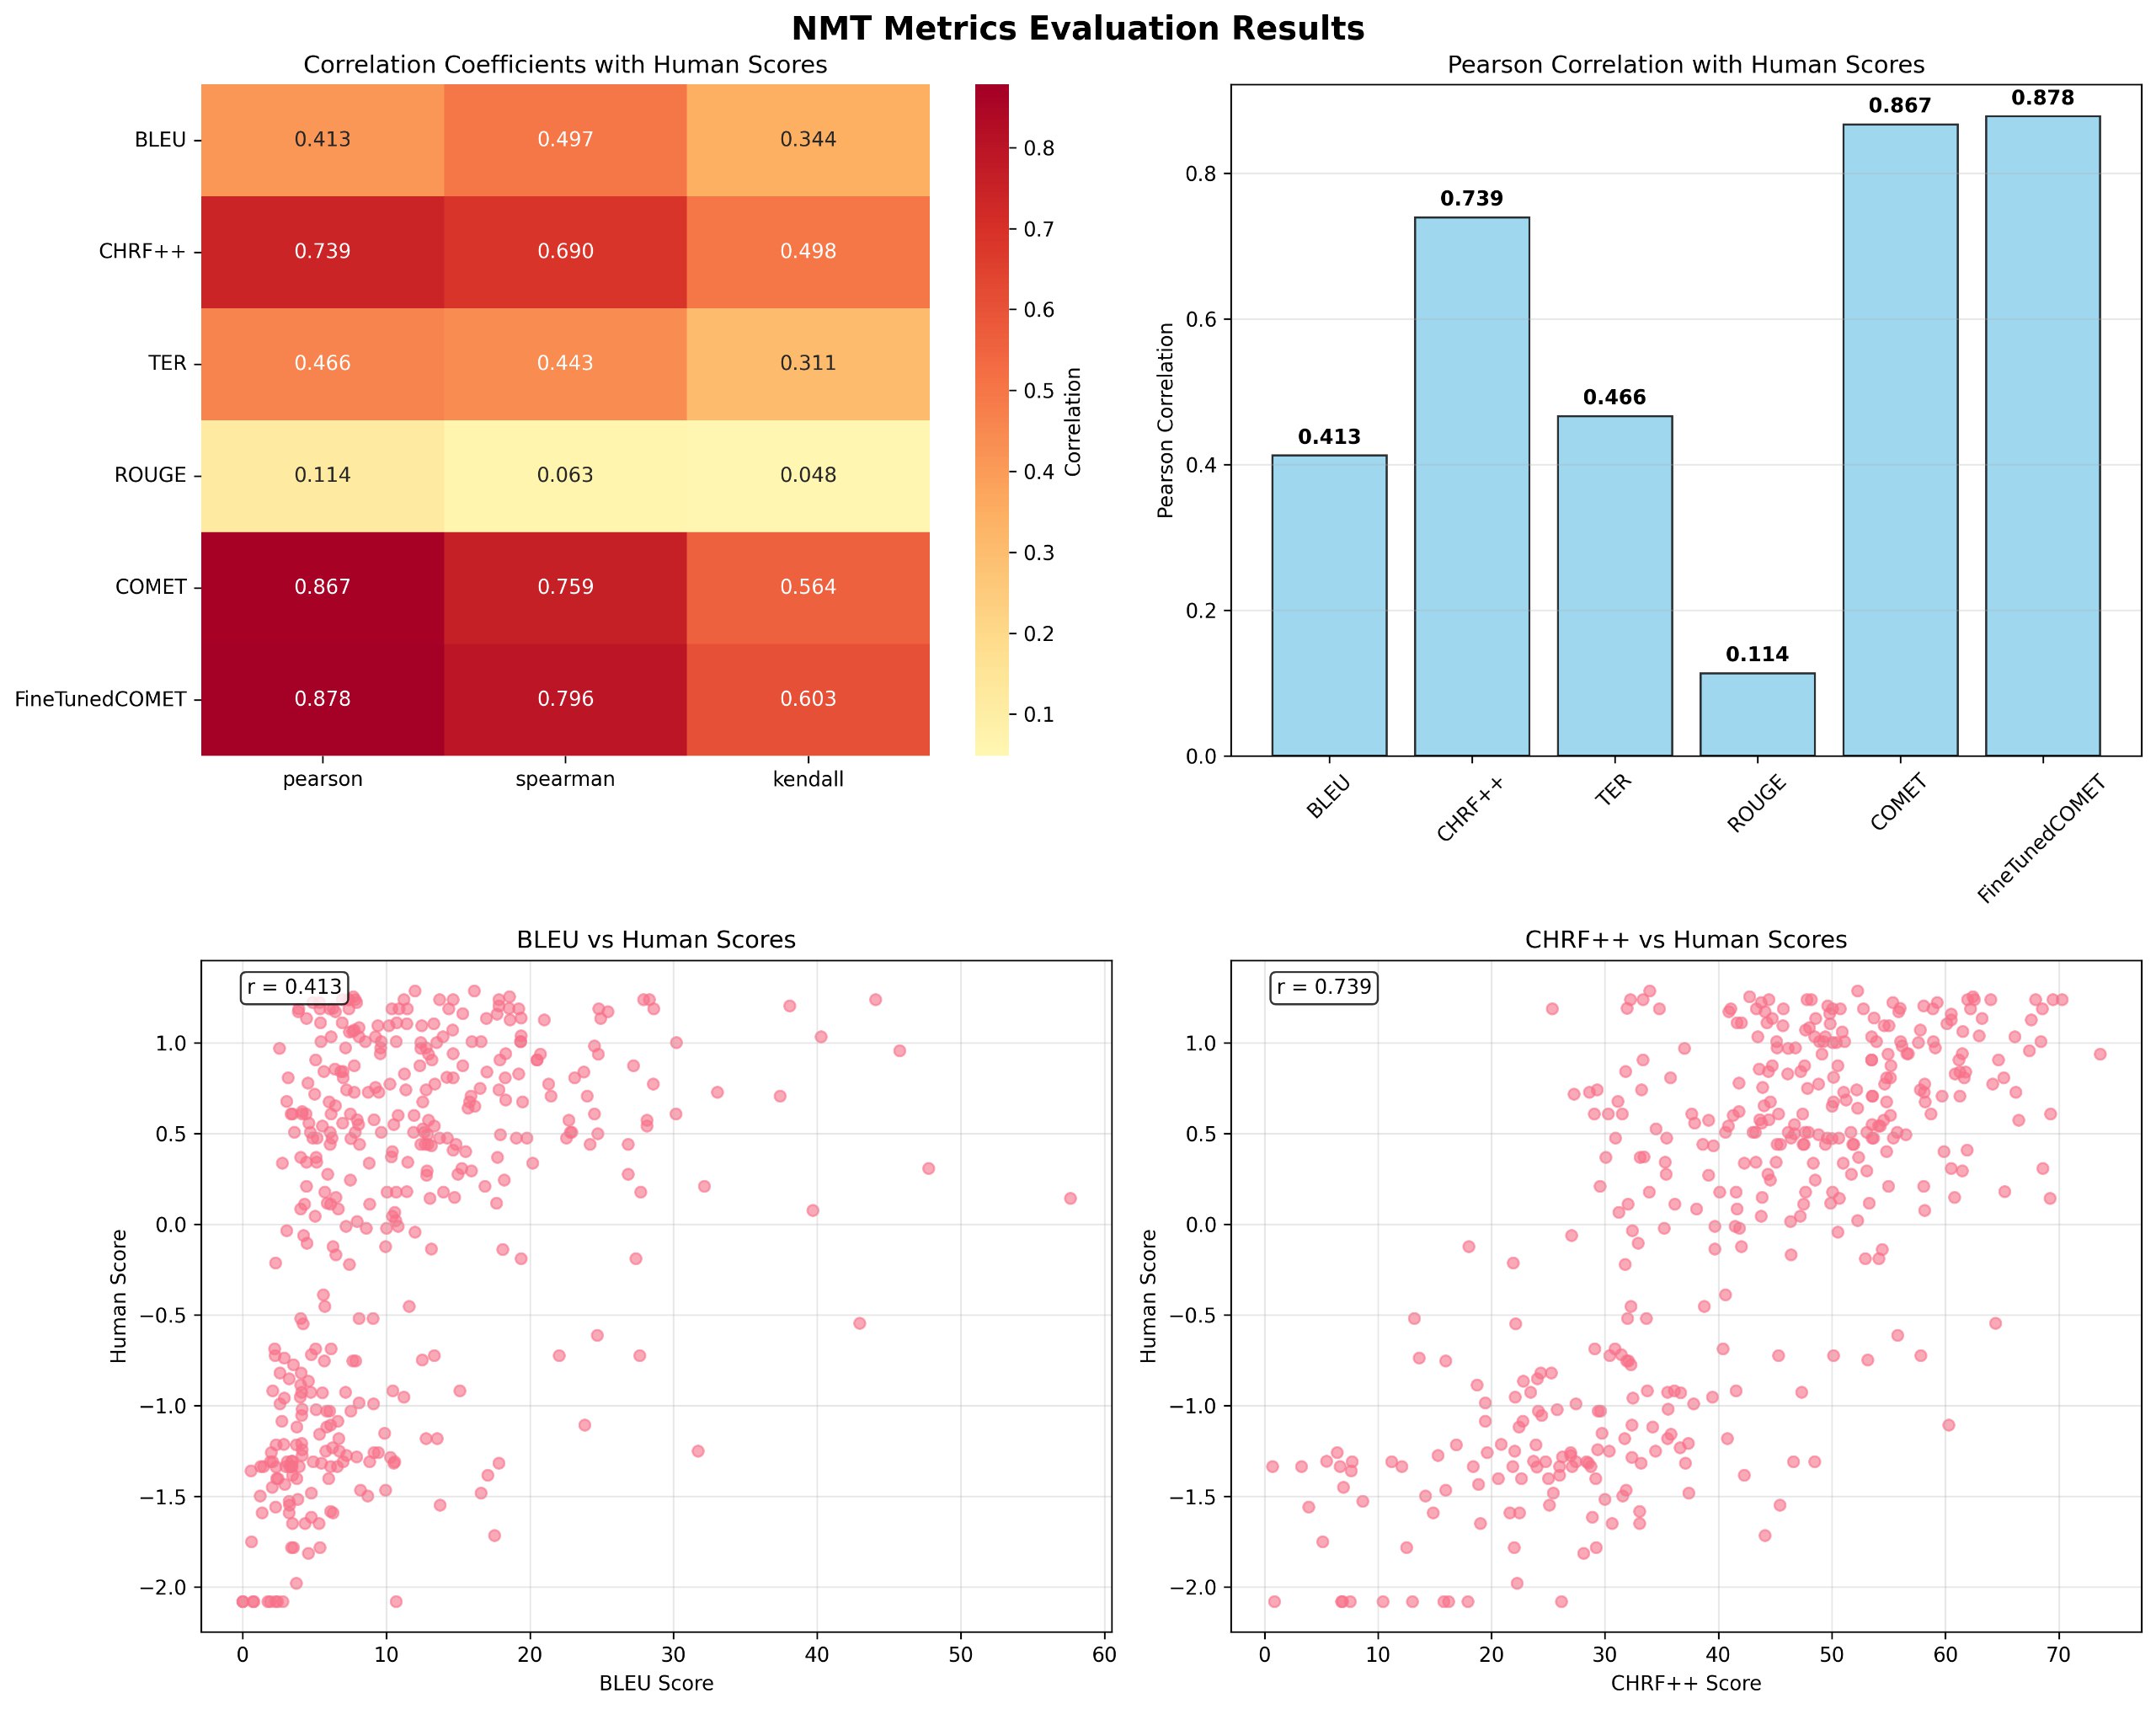 NMT Metrics Evaluation Results
Correlation Coefficients with Human Scores
BLEU 0.413 0.497 0.344
CHRF++ 0.739 0.690 0.498
TER 0.466 0.443 0.311
ROUGE 0.114 0.063 0.048
COMET 0.867 0.759 0.564
FineTunedCOMET 0.878 0.796 0.603
pearson spearman kendall
0.8
0.7
0.6
0.5
0.4
0.3
0.2
0.1
Correlation
Pearson Correlation with Human Scores
Pearson Correlation
0.8
0.6
0.4
0.2
0.0
0.413
0.739
0.466
0.114
0.867
0.878
BLEU
CHRF++
TER
ROUGE
COMET
FineTunedCOMET
BLEU vs Human Scores
r = 0.413
Human Score
1.0
0.5
0.0
−0.5
−1.0
−1.5
−2.0
0 10 20 30 40 50 60
BLEU Score
CHRF++ vs Human Scores
r = 0.739
Human Score
1.0
0.5
0.0
−0.5
−1.0
−1.5
−2.0
0 10 20 30 40 50 60 70
CHRF++ Score